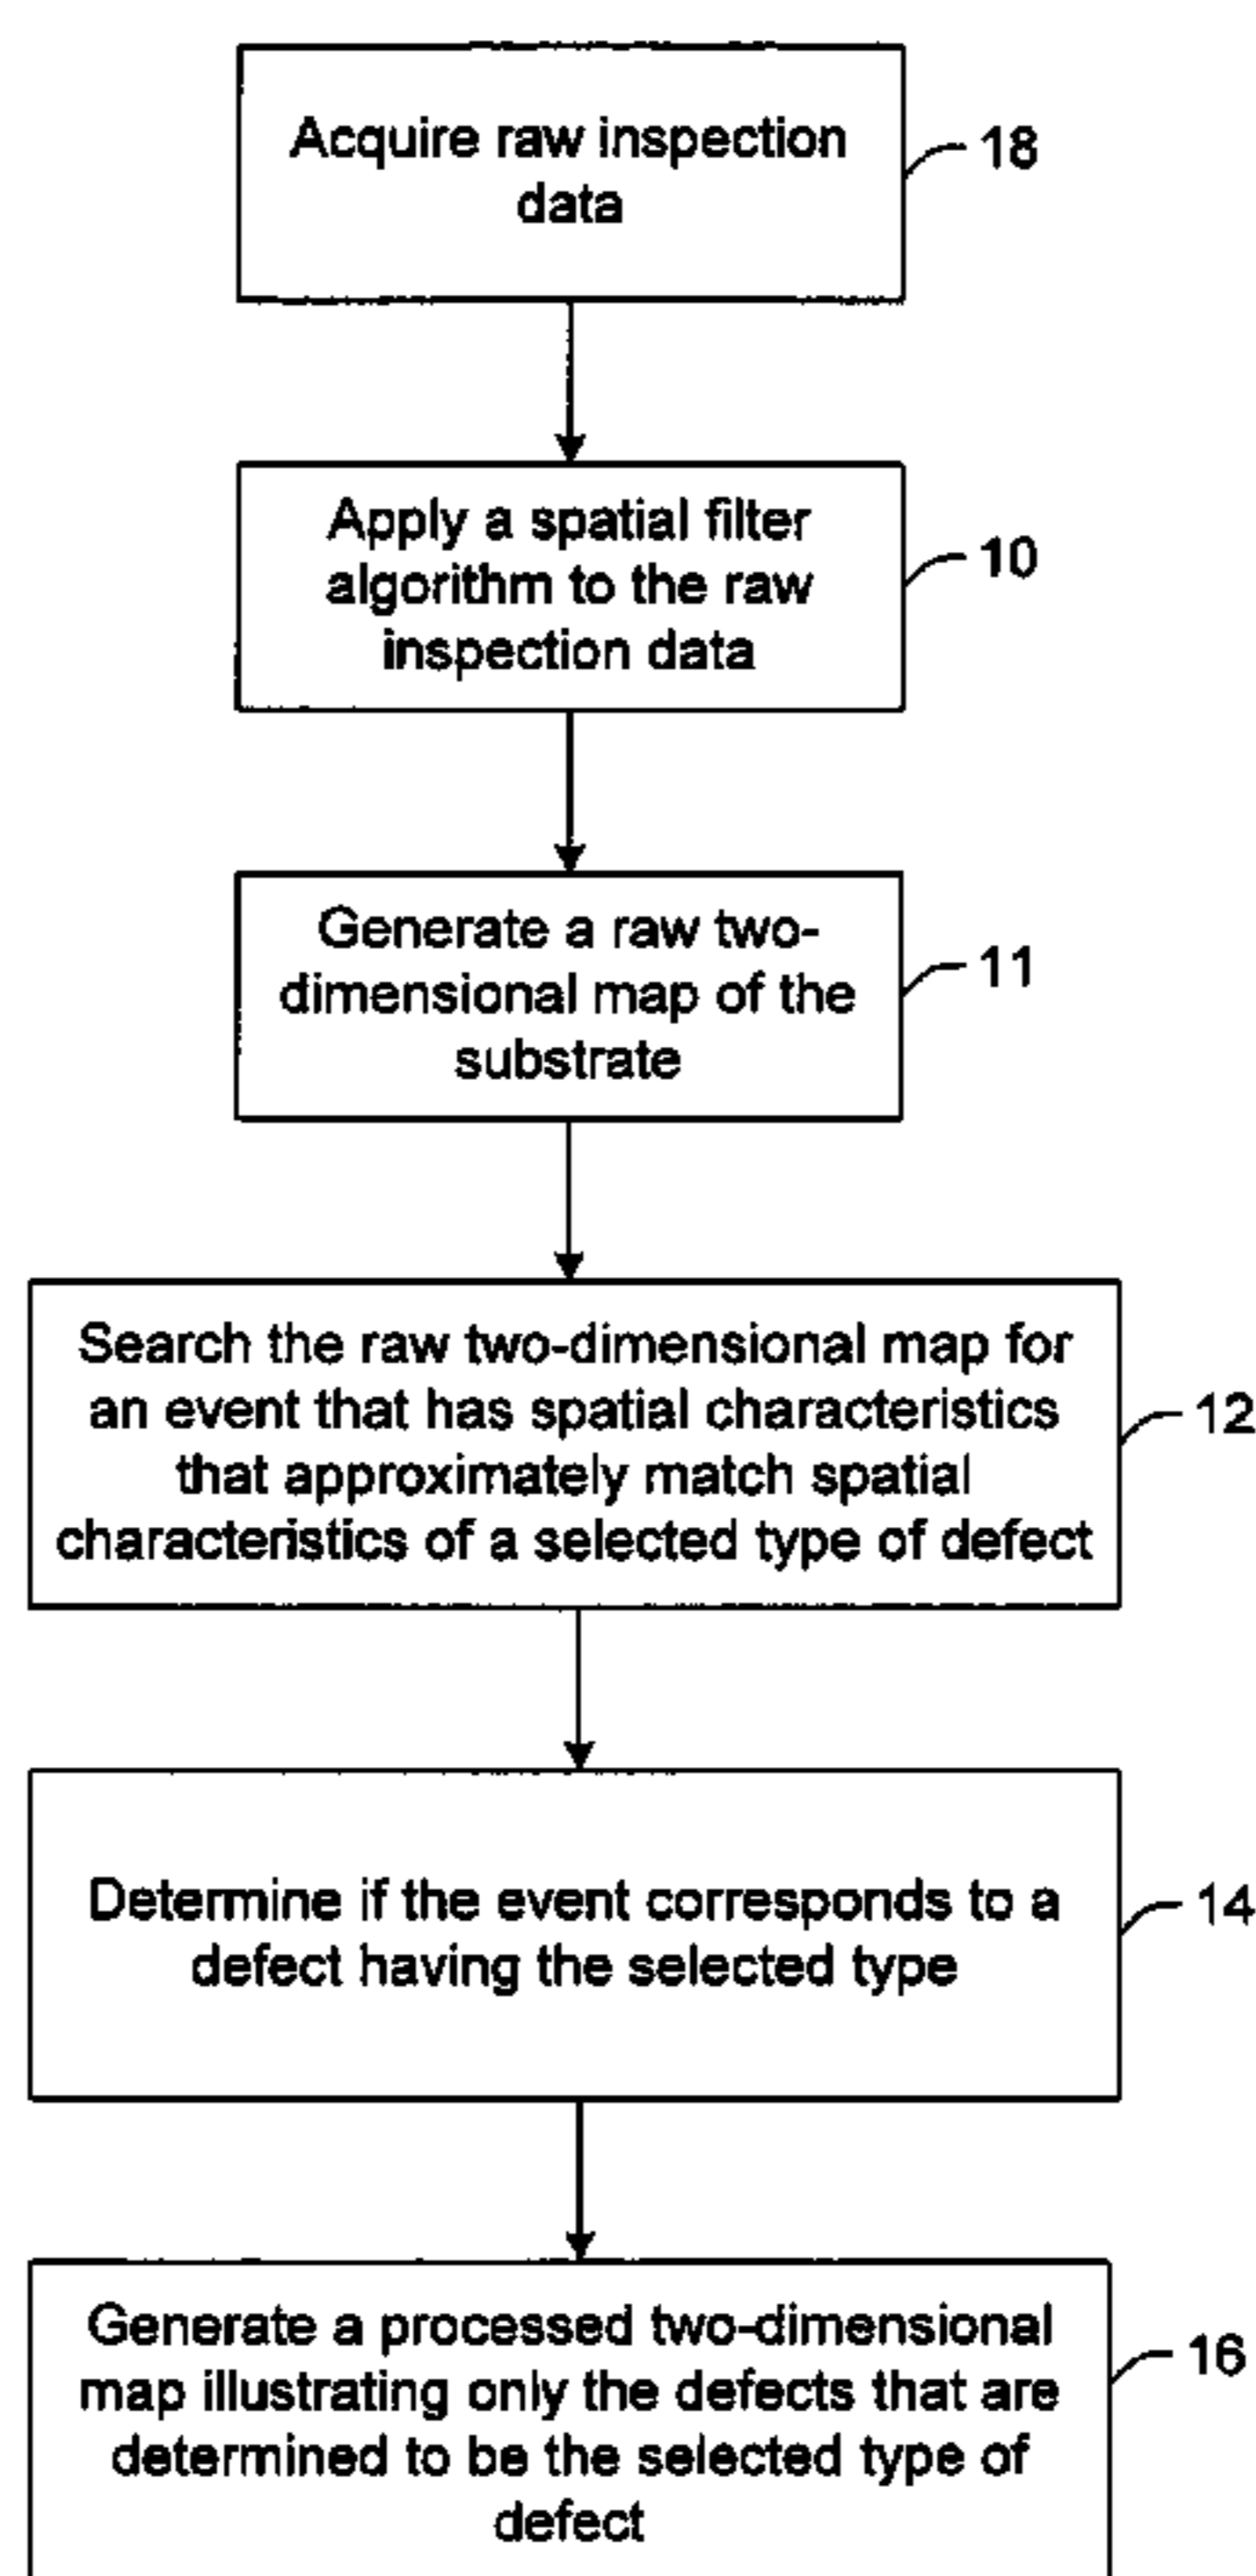 Acquire raw inspection
data
18
Apply a spatial filter
algorithm to the raw
inspection data
10
Generate a raw two-
dimensional map of the
substrate
11
Search the raw two-dimensional map for
an event that has spatial characteristics
that approximately match spatial
characteristics of a selected type of defect
12
Determine if the event corresponds to a
defect having the selected type
14
Generate a processed two-dimensional
map illustrating only the defects that are
determined to be the selected type of
defect
16